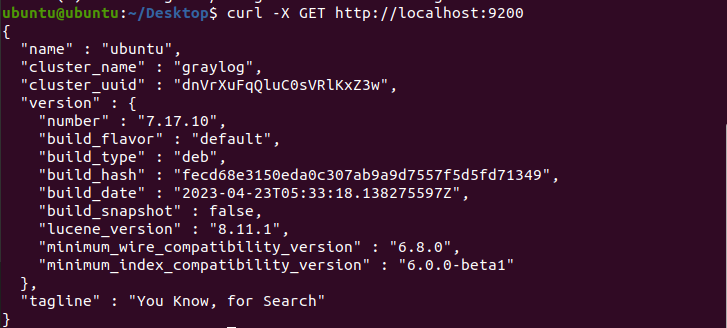 ubuntu@ubuntu:~/Desktop$ curl -X GET http://localhost:9200
{
  "name" : "ubuntu",
  "cluster_name" : "graylog",
  "cluster_uuid" : "dnVrXuFqQluC0sVRlKxZ3w",
  "version" : {
    "number" : "7.17.10",
    "build_flavor" : "default",
    "build_type" : "deb",
    "build_hash" : "fecd68e3150eda0c307ab9a9d7557f5d5fd71349",
    "build_date" : "2023-04-23T05:33:18.138275597Z",
    "build_snapshot" : false,
    "lucene_version" : "8.11.1",
    "minimum_wire_compatibility_version" : "6.8.0",
    "minimum_index_compatibility_version" : "6.0.0-beta1"
  },
  "tagline" : "You Know, for Search"
}